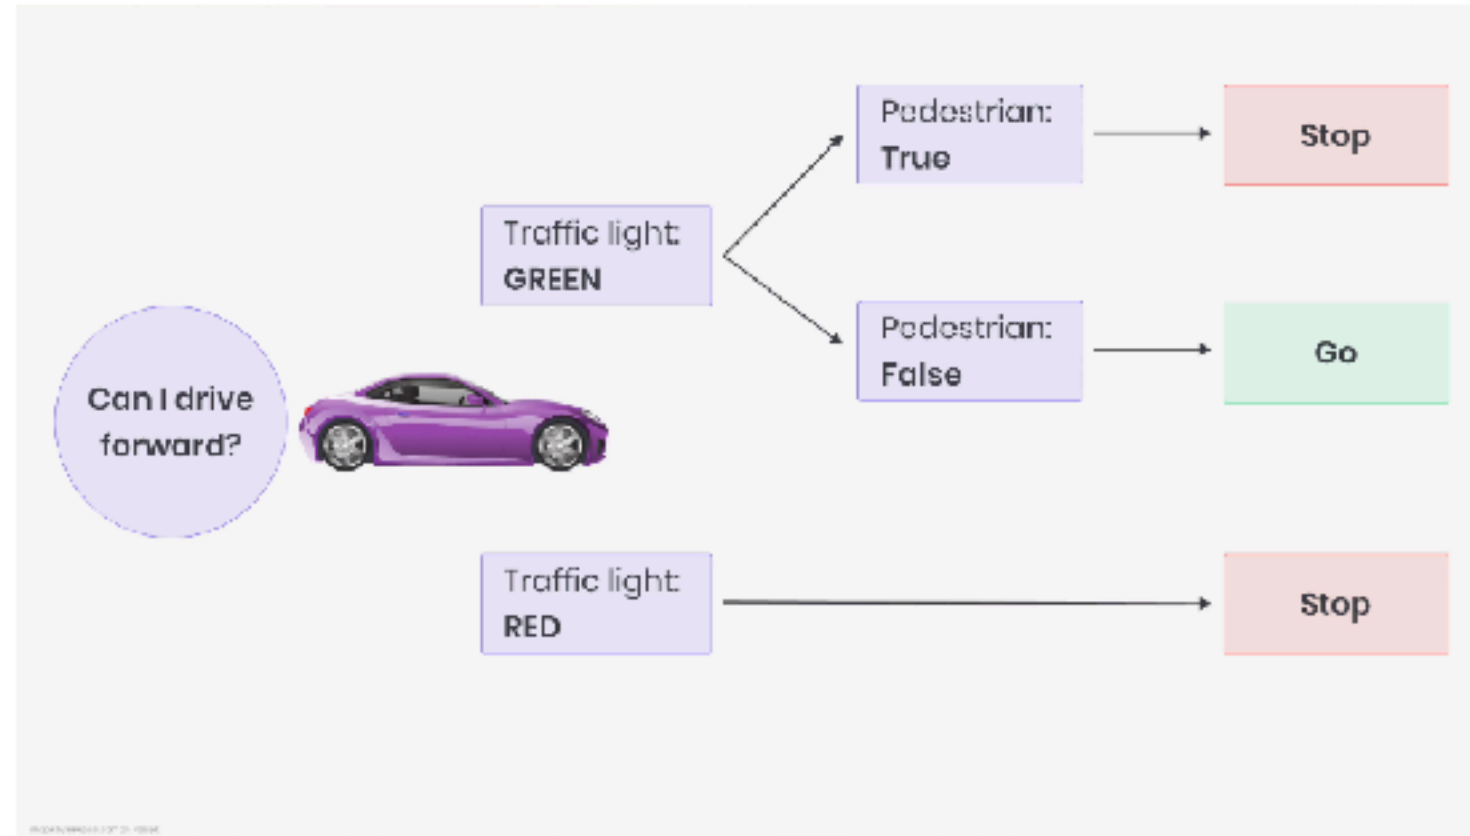 Pedestrian:
True
Stop
Traffic light:
GREEN
Pedestrian:
False
Go
Can I drive
forward?
Traffic light:
RED
Stop